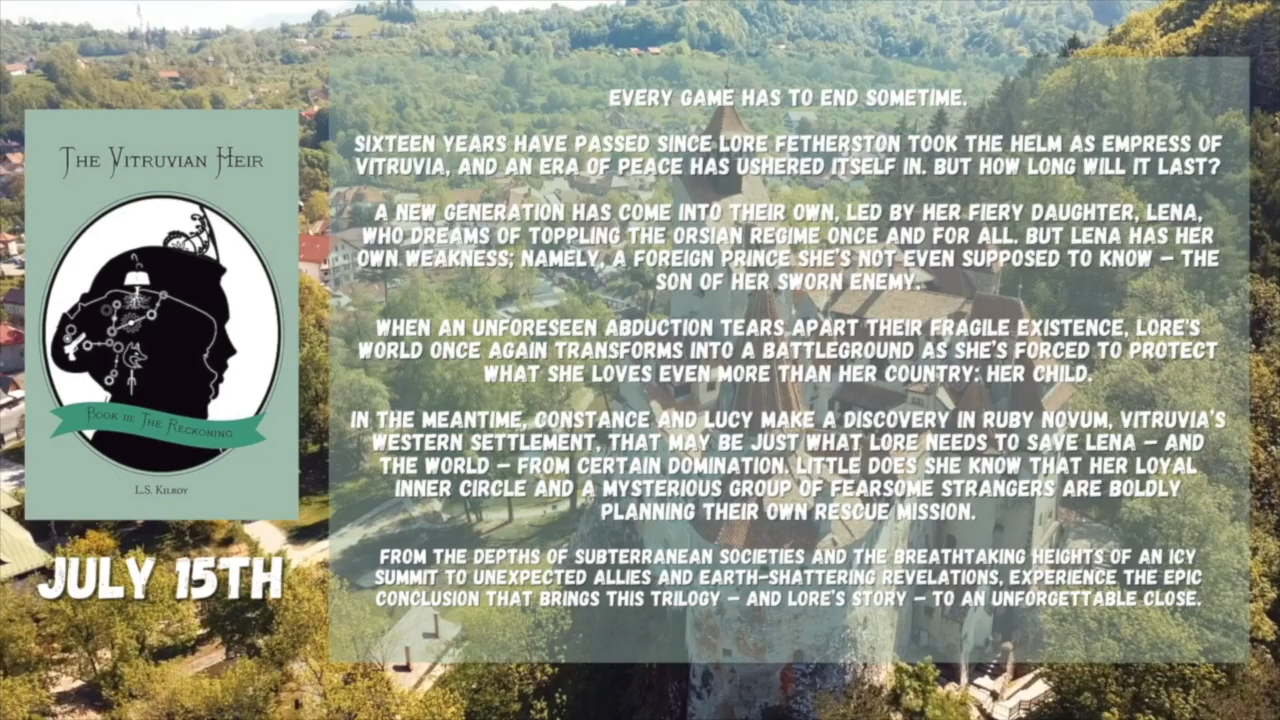 THE VITRUVIAN HEIR
BOOK III: THE RECKONING
L.S. KILROY
JULY 15TH
EVERY GAME HAS TO END SOMETIME.
SIXTEEN YEARS HAVE PASSED SINCE LORE FETHERSTON TOOK THE HELM AS EMPRESS OF
VITRUVIA, AND AN ERA OF PEACE HAS USHERED ITSELF IN. BUT HOW LONG WILL IT LAST?
A NEW GENERATION HAS COME INTO THEIR OWN, LED BY HER FIERY DAUGHTER, LENA,
WHO DREAMS OF TOPPLING THE ORSIAN REGIME ONCE AND FOR ALL. BUT LENA HAS HER
OWN WEAKNESS; NAMELY, A FOREIGN PRINCE SHE'S NOT EVEN SUPPOSED TO KNOW – THE
SON OF HER SWORN ENEMY.
WHEN AN UNFORESEEN ABDUCTION TEARS APART THEIR FRAGILE EXISTENCE, LORE'S
WORLD ONCE AGAIN TRANSFORMS INTO A BATTLEGROUND AS SHE'S FORCED TO PROTECT
WHAT SHE LOVES EVEN MORE THAN HER COUNTRY: HER CHILD.
IN THE MEANTIME, CONSTANCE AND LUCY MAKE A DISCOVERY IN RUBY NOVUM, VITRUVIA'S
WESTERN SETTLEMENT, THAT MAY BE JUST WHAT LORE NEEDS TO SAVE LENA – AND
THE WORLD – FROM CERTAIN DOMINATION. LITTLE DOES SHE KNOW THAT HER LOYAL
INNER CIRCLE AND A MYSTERIOUS GROUP OF FEARSOME STRANGERS ARE BOLDLY
PLANNING THEIR OWN RESCUE MISSION.
FROM THE DEPTHS OF SUBTERRANEAN SOCIETIES AND THE BREATHTAKING HEIGHTS OF AN ICY
SUMMIT TO UNEXPECTED ALLIES AND EARTH-SHATTERING REVELATIONS, EXPERIENCE THE EPIC
CONCLUSION THAT BRINGS THIS TRILOGY – AND LORE'S STORY – TO AN UNFORGETTABLE CLOSE.